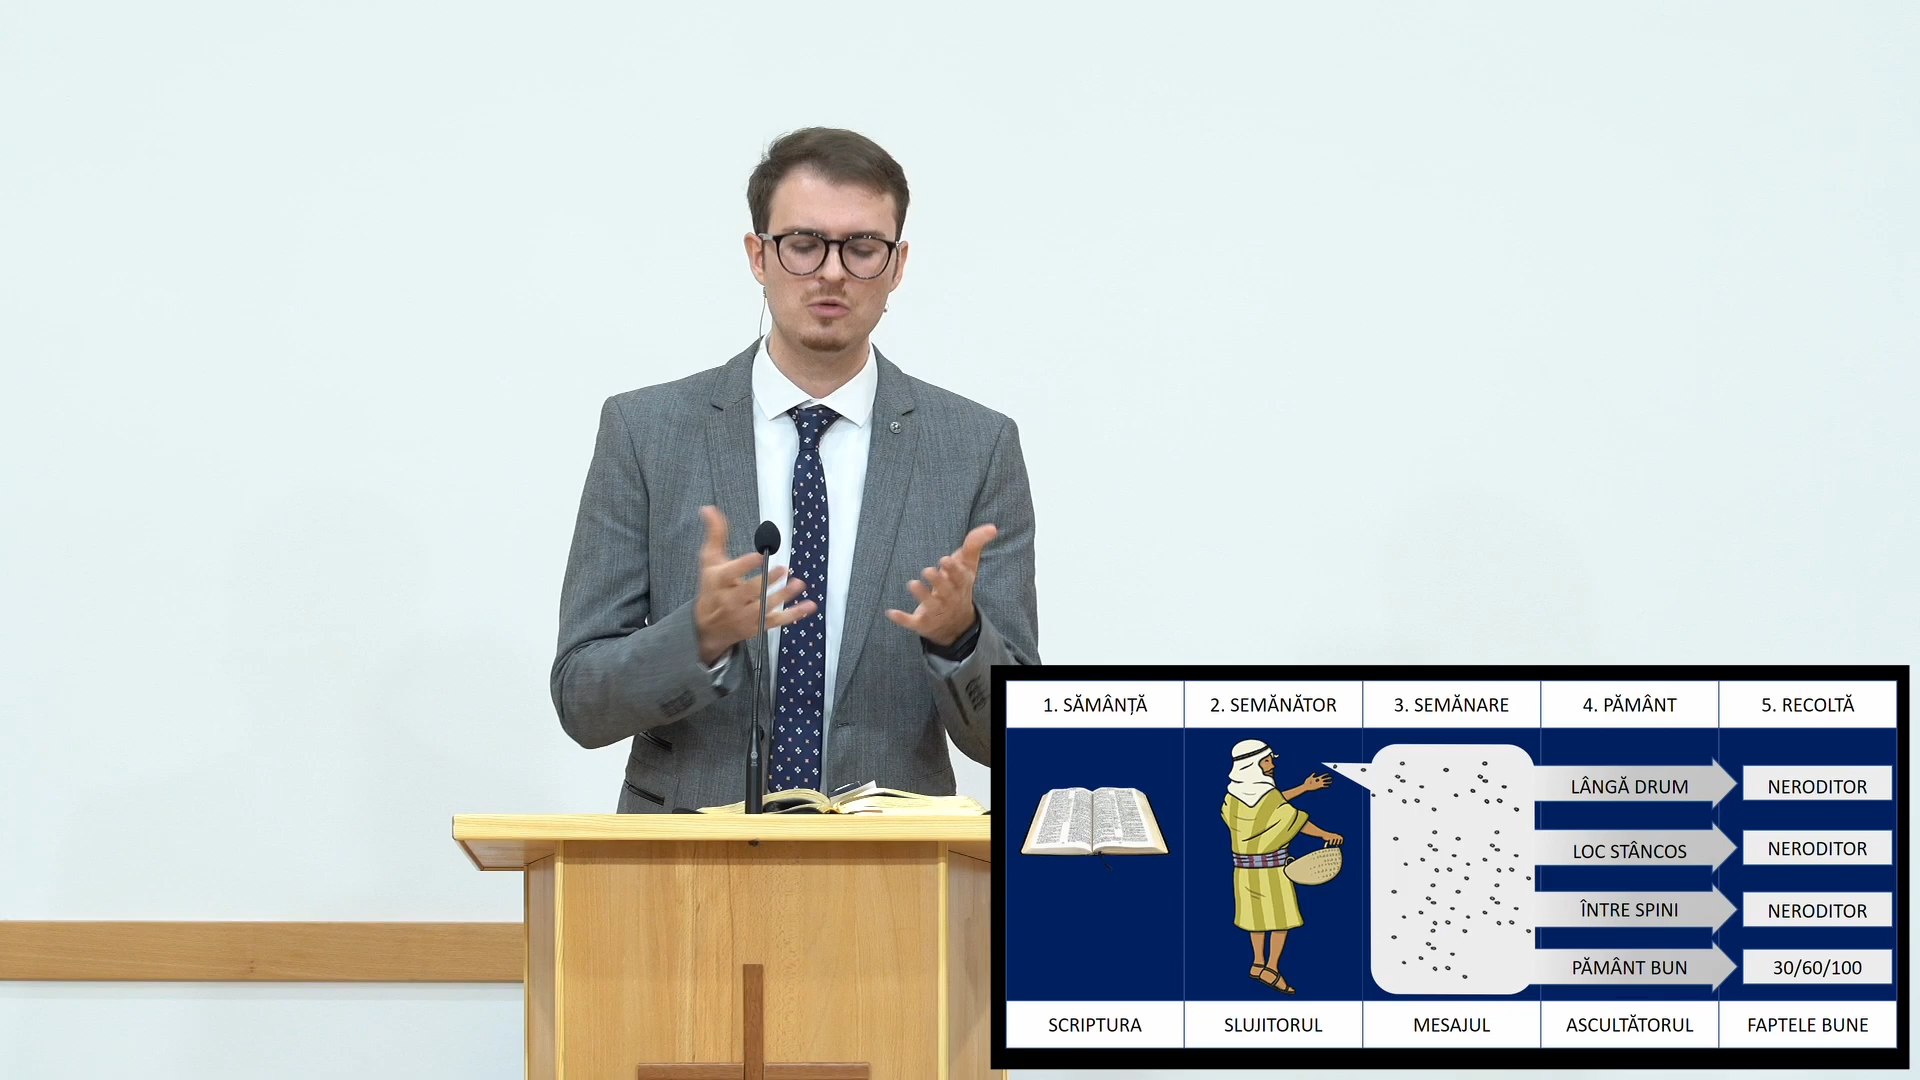 1. SĂMÂNȚĂ
2. SEMĂNĂTOR
3. SEMĂNARE
4. PĂMÂNT
5. RECOLTĂ
LÂNGĂ DRUM
NERODITOR
LOC STÂNCOS
NERODITOR
ÎNTRE SPINI
NERODITOR
PĂMÂNT BUN
30/60/100
SCRIPTURA
SLUJITORUL
MESAJUL
ASCULTĂTORUL
FAPTELE BUNE